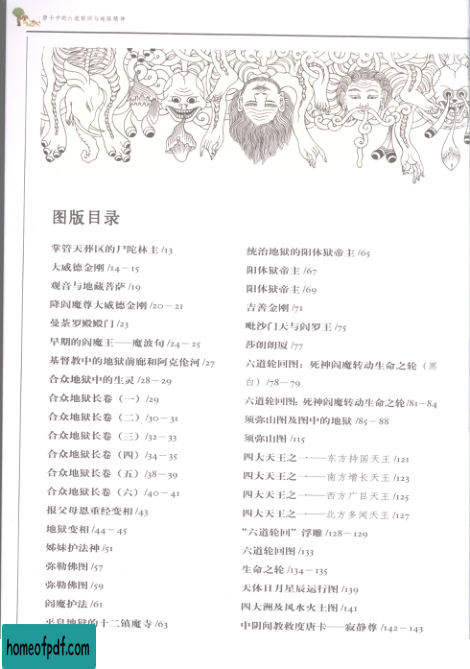 唐卡中的六道轮回与地狱精神
图版目录
掌管天葬区的尸陀林主 /13
大威德金刚 /14－15
观音与地藏菩萨 /19
降阎魔尊大威德金刚 /20－21
曼荼罗殿殿门 /23
早期的阎魔王——魔波旬 /24－25
基督教中的地狱前廊和阿克伦河 /27
合众地狱中的生灵 /28－29
合众地狱长卷（一）/29
合众地狱长卷（二）/30－31
合众地狱长卷（三）/32－33
合众地狱长卷（四）/34－35
合众地狱长卷（五）/38－39
合众地狱长卷（六）/40－41
报父母恩重经变相 /43
地狱变相 /44－45
姊妹护法神 /51
弥勒佛图 /57
弥勒佛图 /59
阎魔护法 /61
平息地狱的十二镇魔寺 /63
统治地狱的阳体狱帝主 /65
阳体狱帝主 /67
阳体狱帝主 /69
吉善金刚 /71
毗沙门天与阎罗王 /75
莎朗朗厦 /77
六道轮回图：死神阎魔转动生命之轮（黑
白）/78－79
六道轮回图：死神阎魔转动生命之轮 /81－84
须弥山图及图中的地狱 /85－88
须弥山图 /115
四大天王之一——东方持国天王 /121
四大天王之一——南方增长天王 /123
四大天王之一——西方广目天王 /125
四大天王之一——北方多闻天王 /127
“六道轮回”浮雕 /128－129
六道轮回图 /133
生命之轮 /134－135
天体日月星辰运行图 /139
四大洲及风水火土图 /141
中阴闻教救度唐卡——寂静尊 /142－143
homeofpdf.com